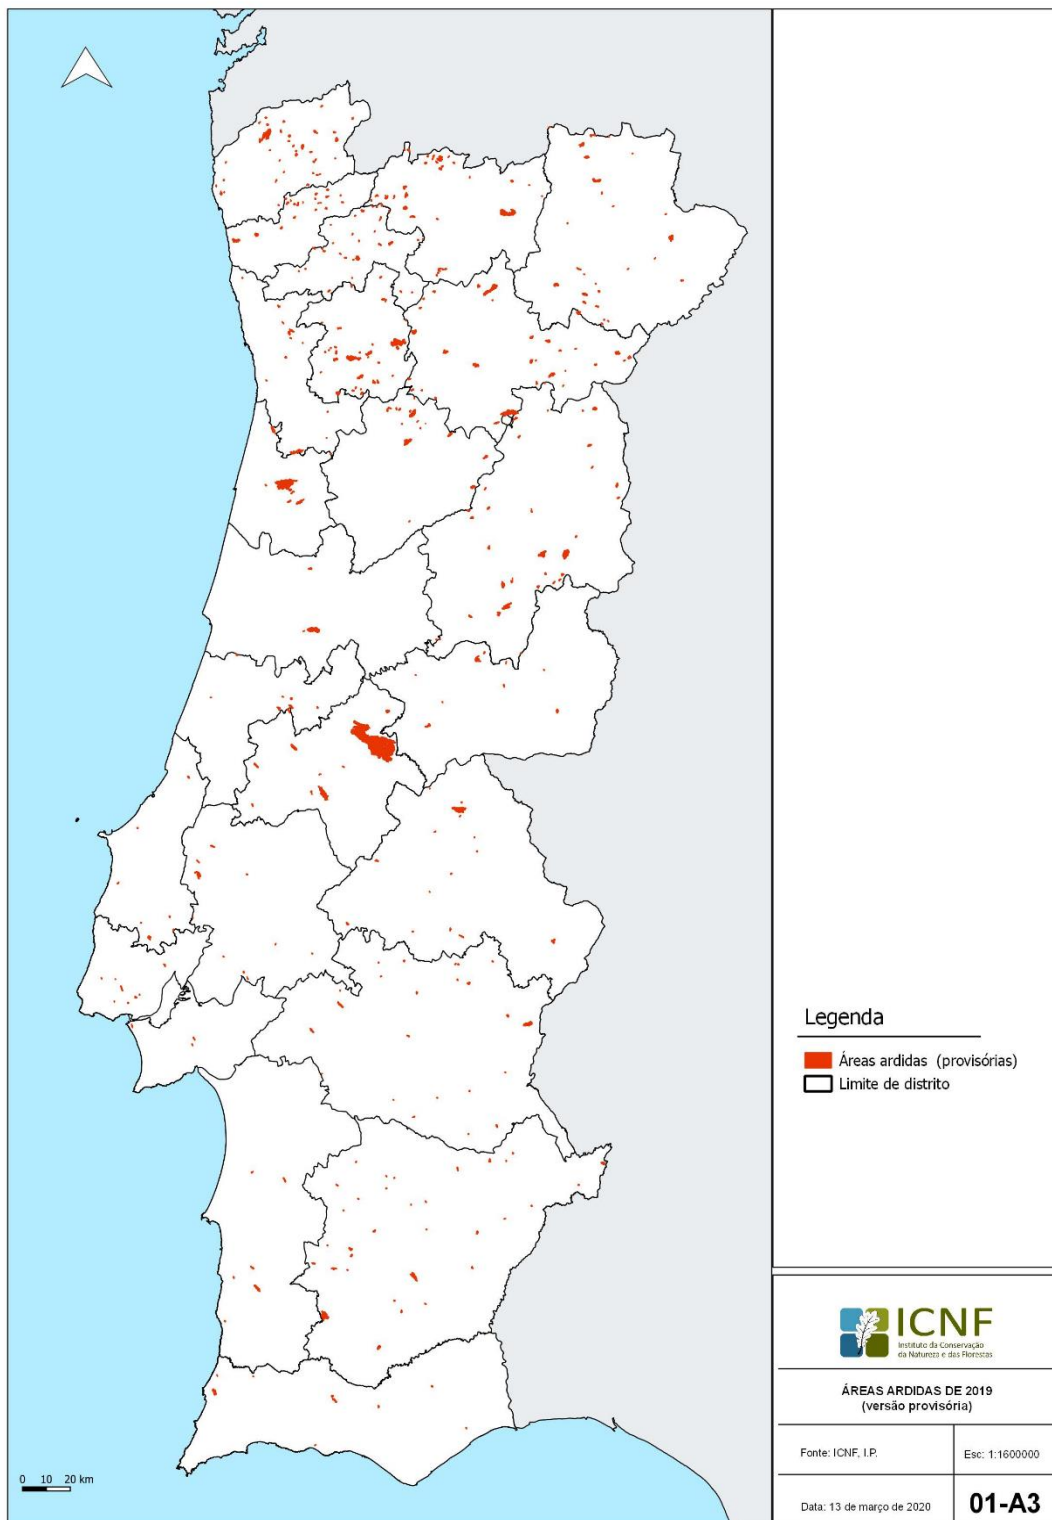 Legenda
Áreas ardidas (provisórias)
Limite de distrito
0 10 20 km
ICNF
Instituto da Conservação
da Natureza e das Florestas
ÁREAS ARDIDAS DE 2019
(versão provisória)
Fonte: ICNF, I.P.
Esc: 1:1600000
Data: 13 de março de 2020
01-A3